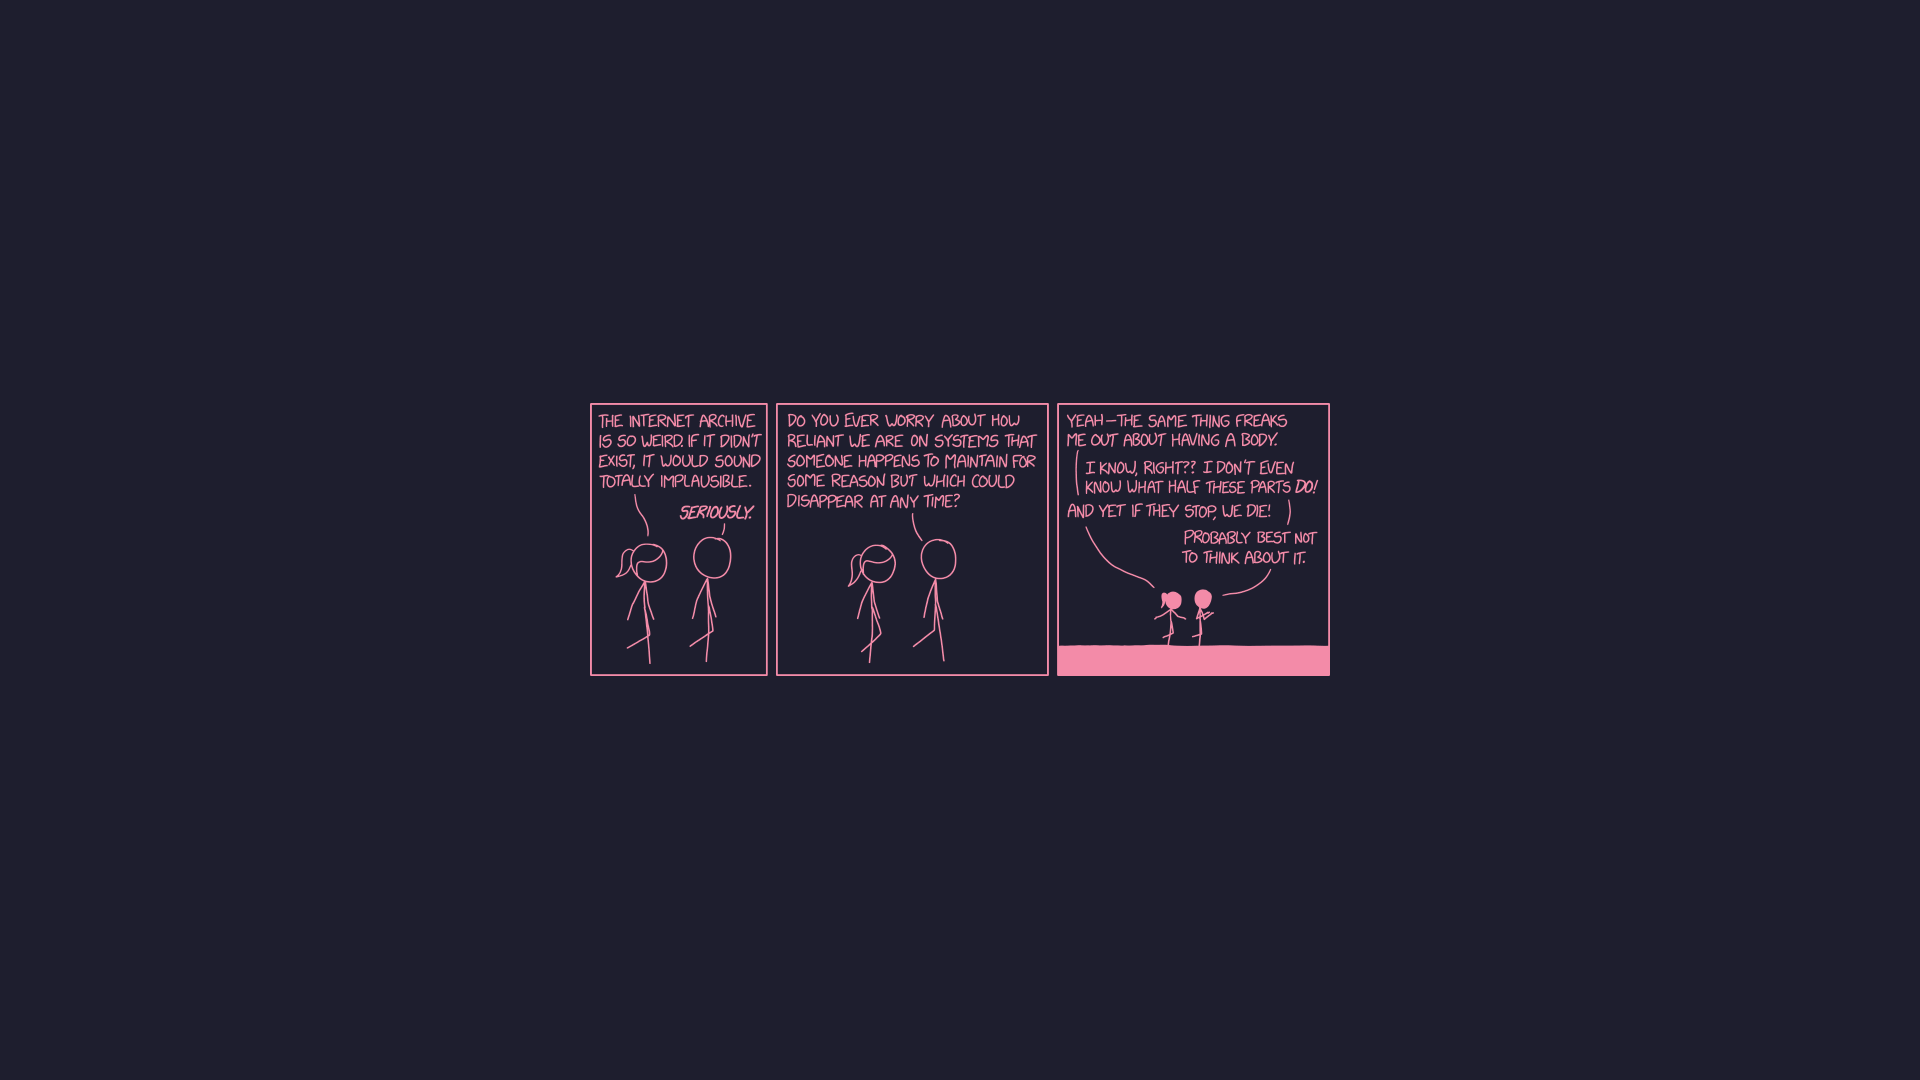 THE INTERNET ARCHIVE
IS SO WEIRD. IF IT DIDN'T
EXIST, IT WOULD SOUND
TOTALLY IMPLAUSIBLE.
SERIOUSLY.
DO YOU EVER WORRY ABOUT HOW
RELIANT WE ARE ON SYSTEMS THAT
SOMEONE HAPPENS TO MAINTAIN FOR
SOME REASON BUT WHICH COULD
DISAPPEAR AT ANY TIME?
YEAH—THE SAME THING FREAKS
ME OUT ABOUT HAVING A BODY.
I KNOW, RIGHT?? I DON'T EVEN
KNOW WHAT HALF THESE PARTS DO!
AND YET IF THEY STOP, WE DIE!
PROBABLY BEST NOT
TO THINK ABOUT IT.